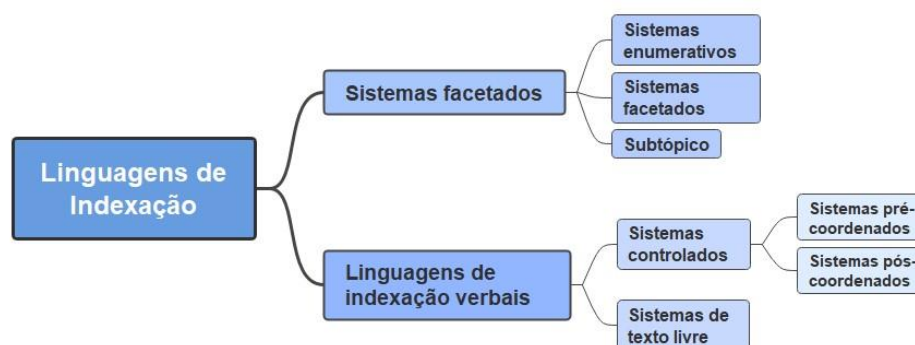 Linguagens de
Indexação
Sistemas facetados
Sistemas
enumerativos
Sistemas
facetados
Subtópico
Linguagens de
indexação verbais
Sistemas
controlados
Sistemas pré-
coordenados
Sistemas pós-
coordenados
Sistemas de
texto livre